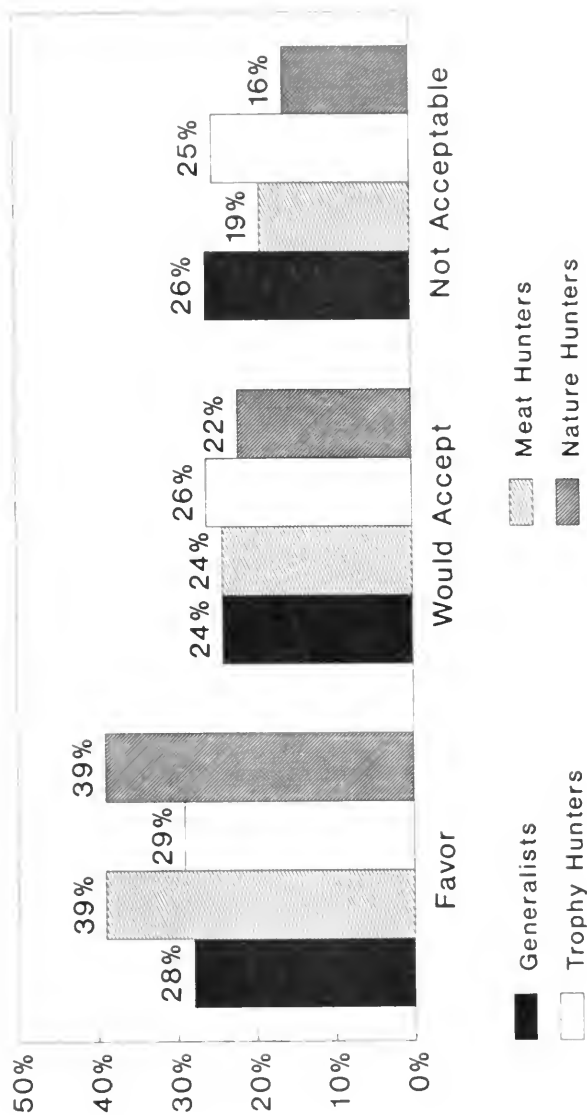 50%
40%
30%
20%
10%
0%
28%
39%
29%
39%
24%
24%
26%
22%
26%
19%
25%
16%
Favor
Would Accept
Not Acceptable
Generalists
Meat Hunters
Trophy Hunters
Nature Hunters